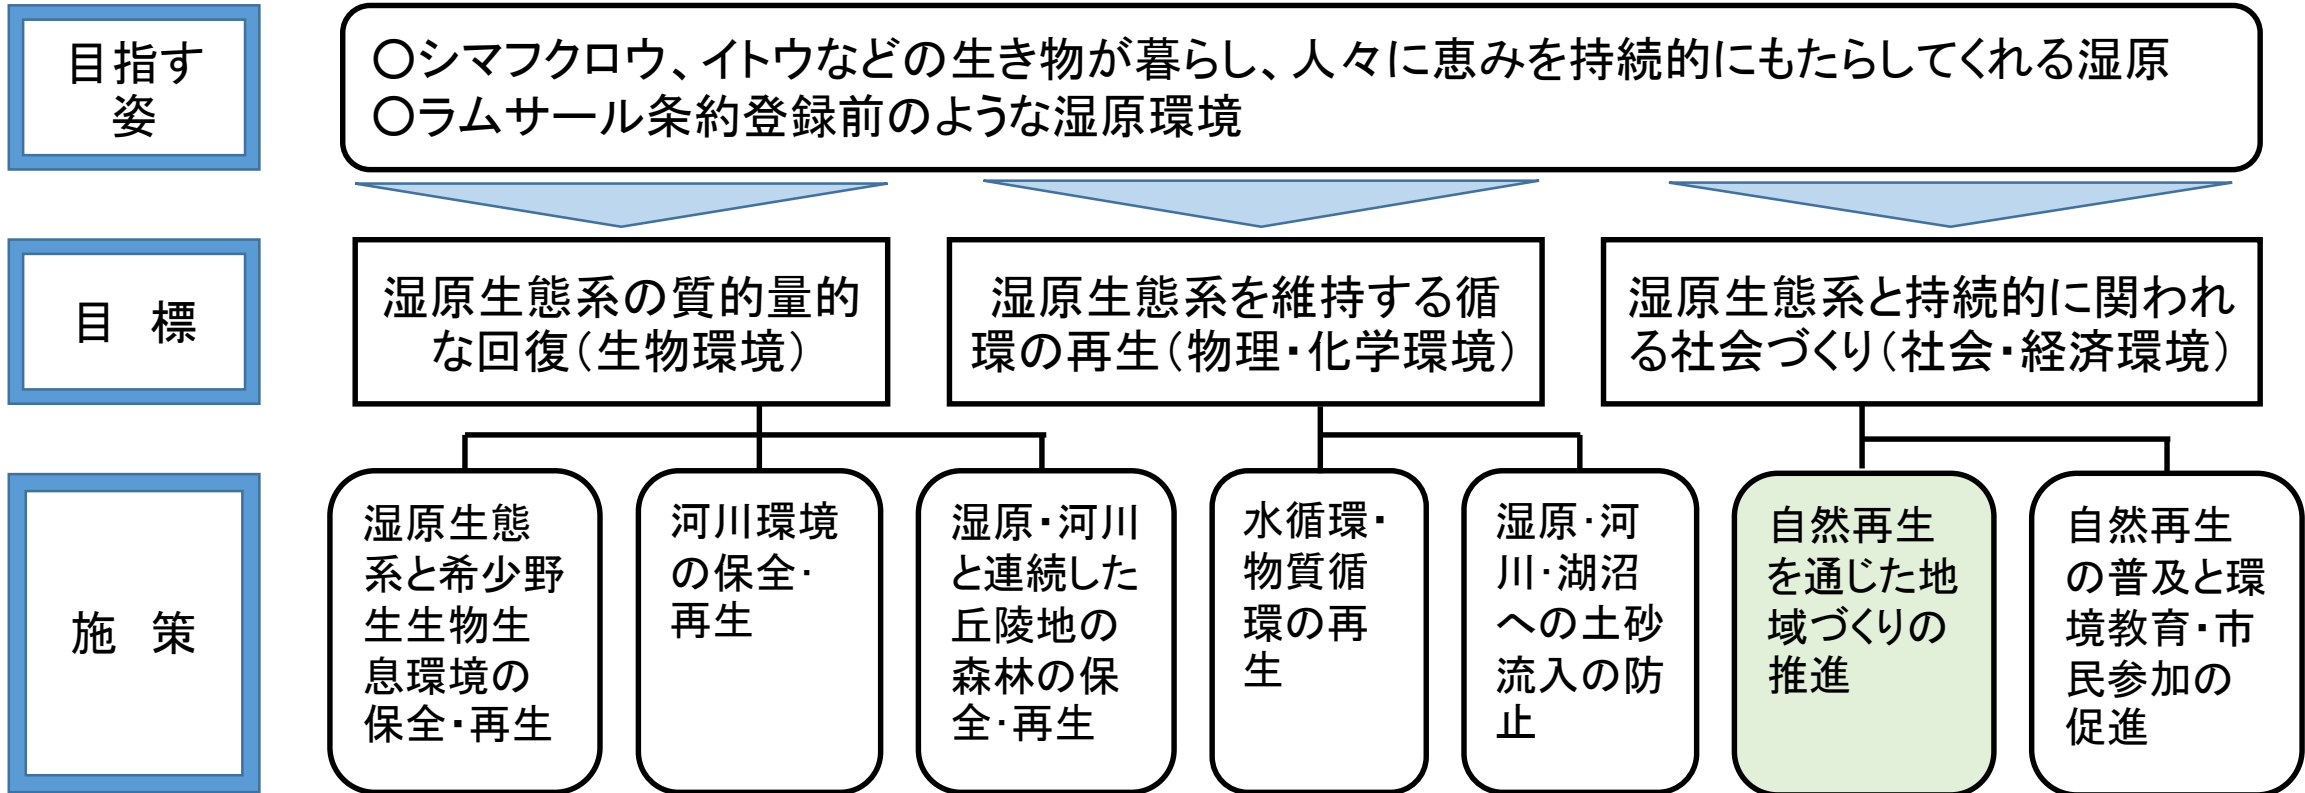 目指す
姿
〇シマフクロウ、イトウなどの生き物が暮らし、人々に恵みを持続的にもたらしてくれる湿原
〇ラムサール条約登録前のような湿原環境
目　標
湿原生態系の質的量的
な回復（生物環境）
湿原生態系を維持する循
環の再生（物理・化学環境）
湿原生態系と持続的に関われ
る社会づくり（社会・経済環境）
施　策
湿原生態
系と希少野
生生物生
息環境の
保全・再生
河川環境
の保全・
再生
湿原・河川
と連続した
丘陵地の
森林の保
全・再生
水循環・
物質循
環の再
生
湿原・河
川・湖沼
への土砂
流入の防
止
自然再生
を通じた地
域づくりの
推進
自然再生
の普及と環
境教育・市
民参加の
促進